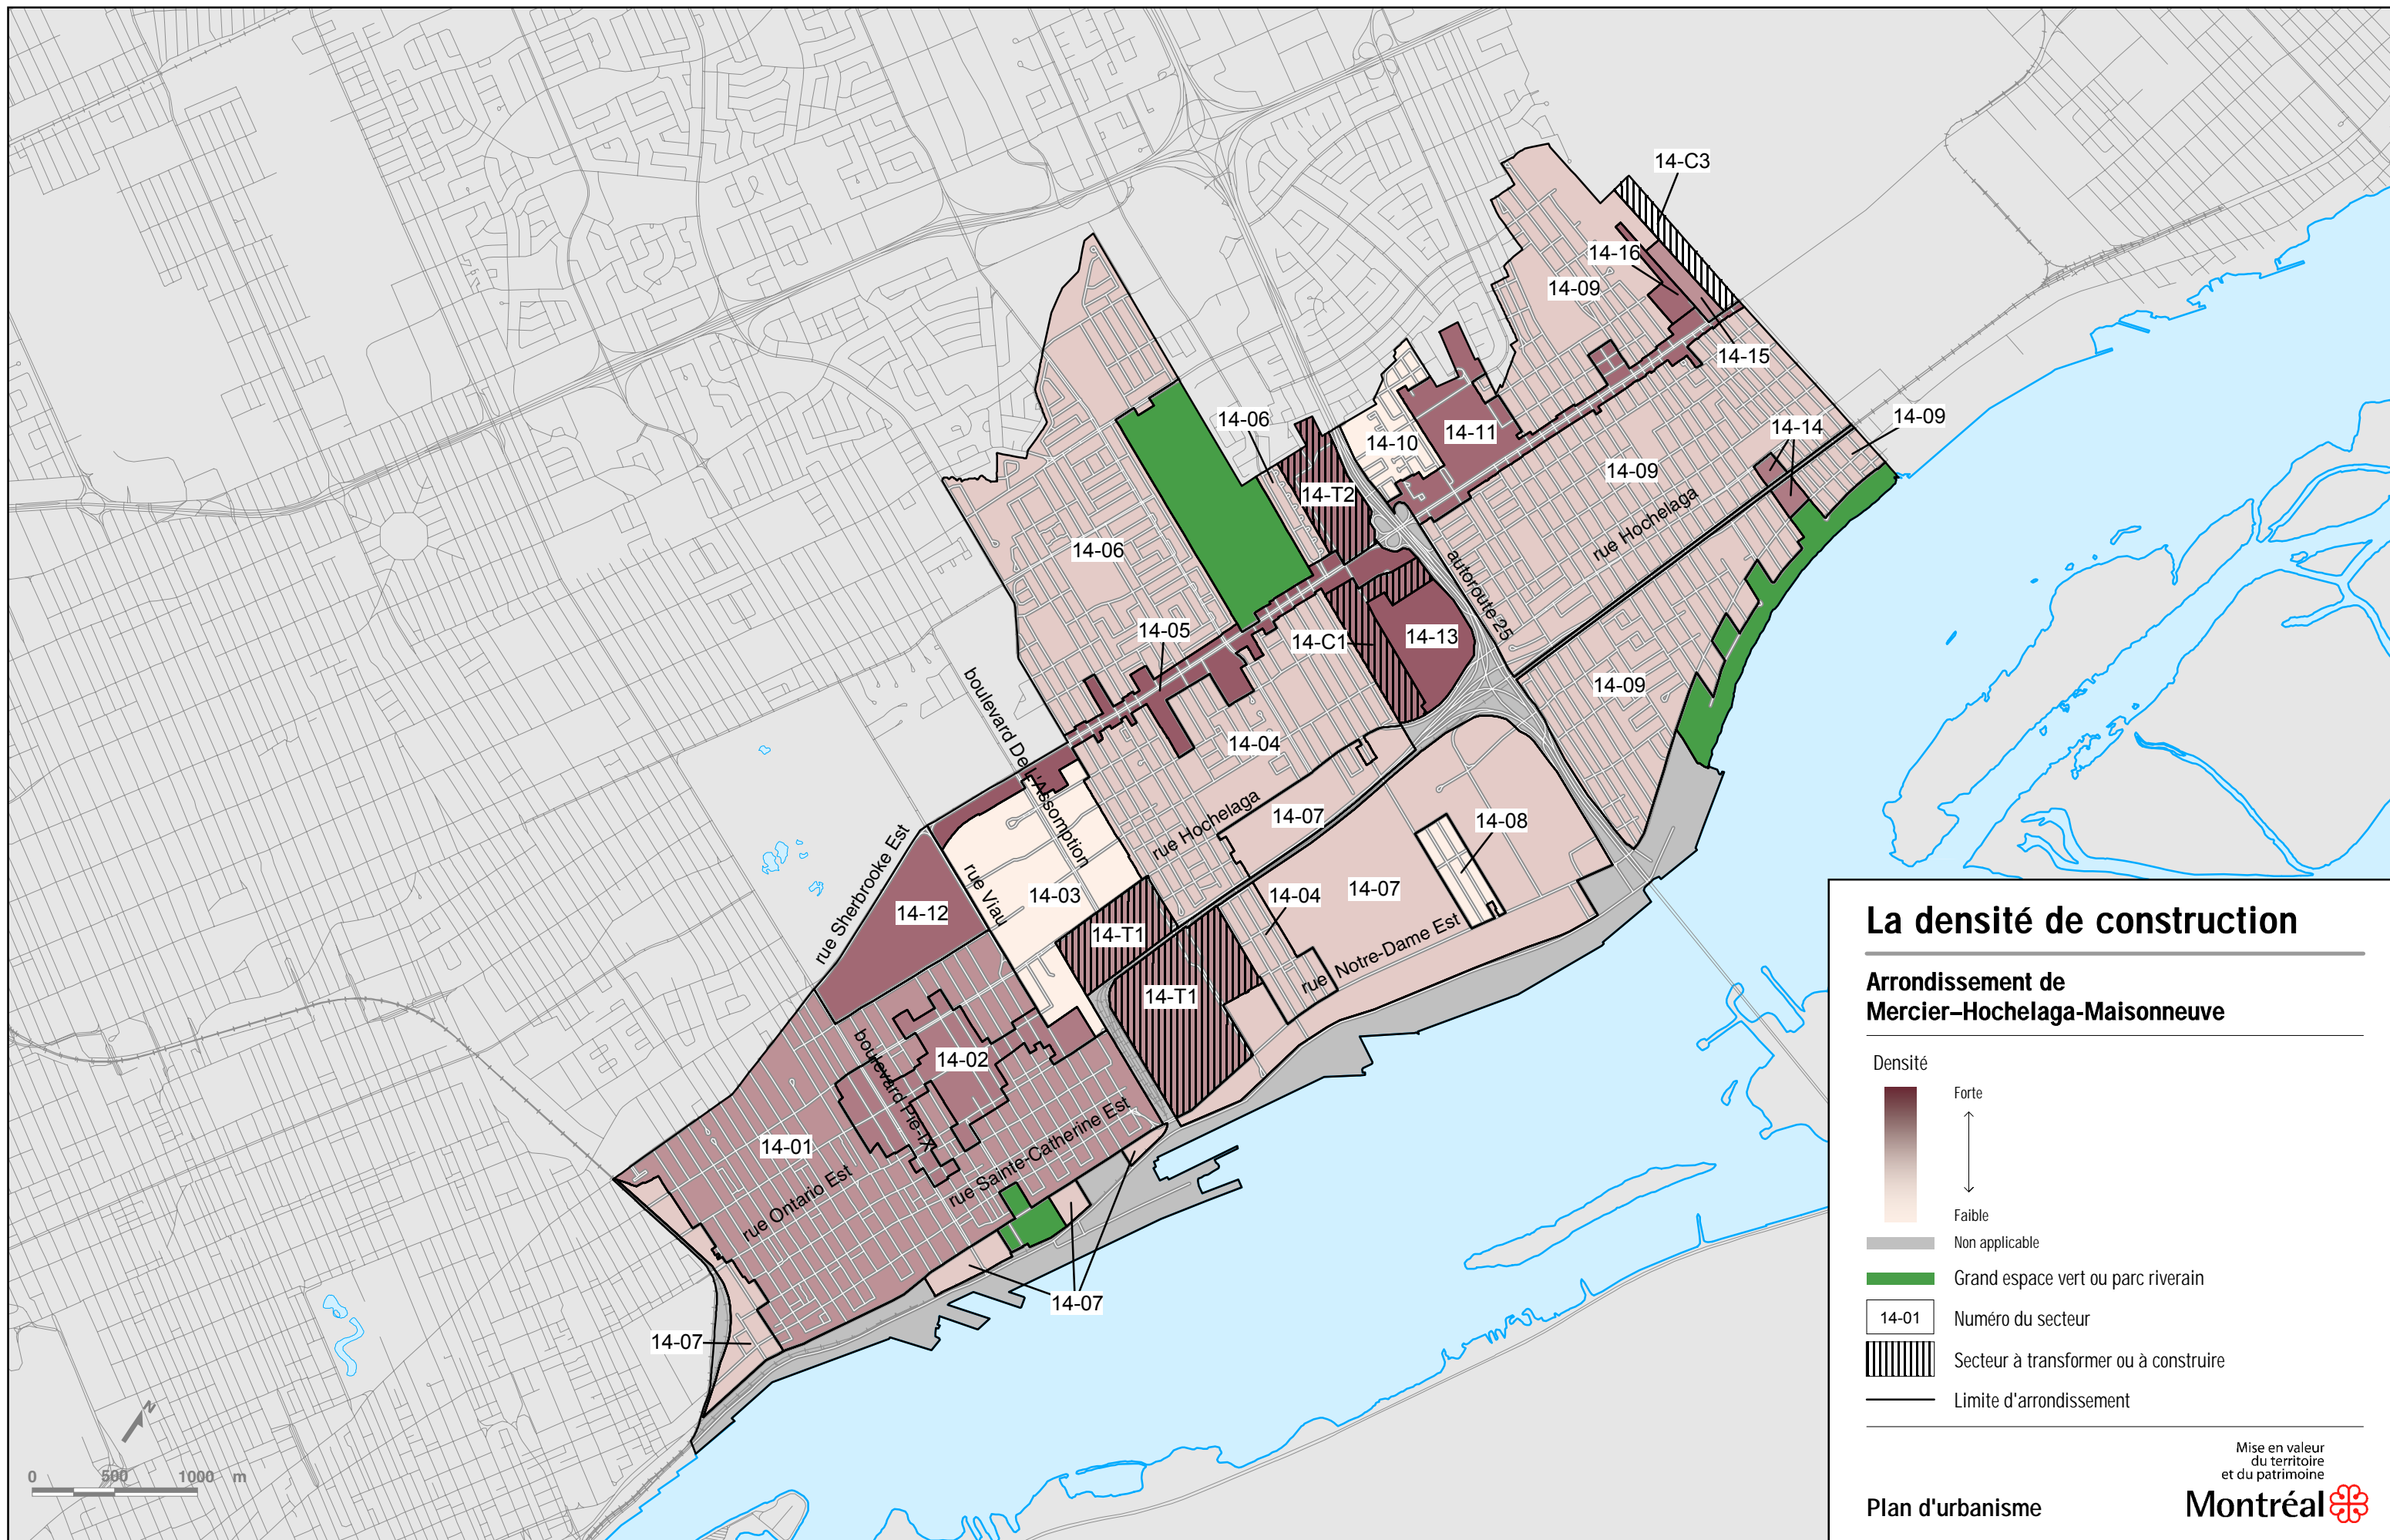 14-C3
14-16
14-09
14-15
14-06
14-09
14-14
14-10
14-11
14-09
14-T2
rue Hochelaga
14-06
autoroute 25
14-05
14-C1
14-13
boulevard De L'Assomption
14-09
14-04
rue Hochelaga
14-07
14-08
rue Sherbrooke Est
rue Viau
14-03
14-04
14-07
14-12
14-T1
rue Notre-Dame Est
14-T1
boulevard Pie-IX
14-02
14-01
rue Sainte-Catherine Est
rue Ontario Est
14-07
14-07
N
0 500 1000 m
La densité de construction
Arrondissement de
Mercier–Hochelaga-Maisonneuve
Densité
Forte
Faible
Non applicable
Grand espace vert ou parc riverain
14-01 Numéro du secteur
Secteur à transformer ou à construire
Limite d'arrondissement
Mise en valeur
du territoire
et du patrimoine
Plan d'urbanisme
Montréal